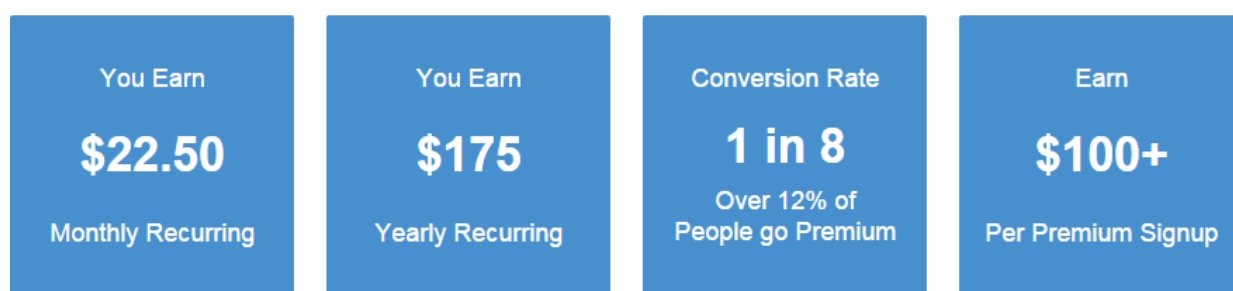 You Earn
$22.50
Monthly Recurring
You Earn
$175
Yearly Recurring
Conversion Rate
1 in 8
Over 12% of
People go Premium
Earn
$100+
Per Premium Signup